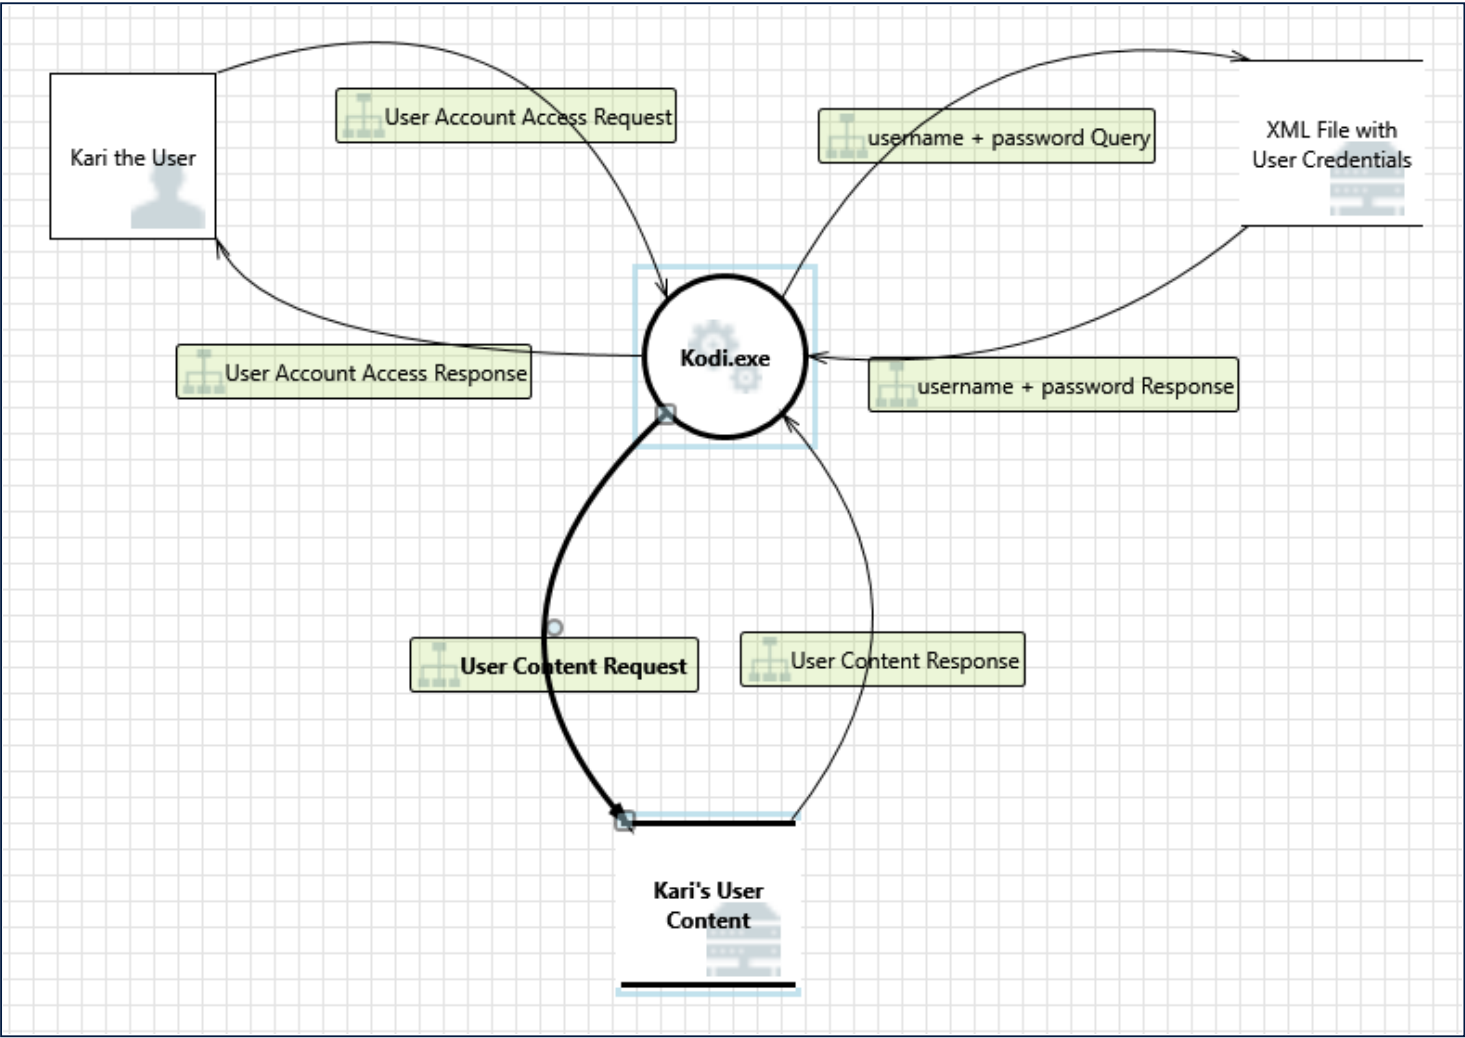 User Account Access Request
username + password Query
XML File with
User Credentials
Kari the User
Kodi.exe
User Account Access Response
username + password Response
User Content Request
User Content Response
Kari's User
Content